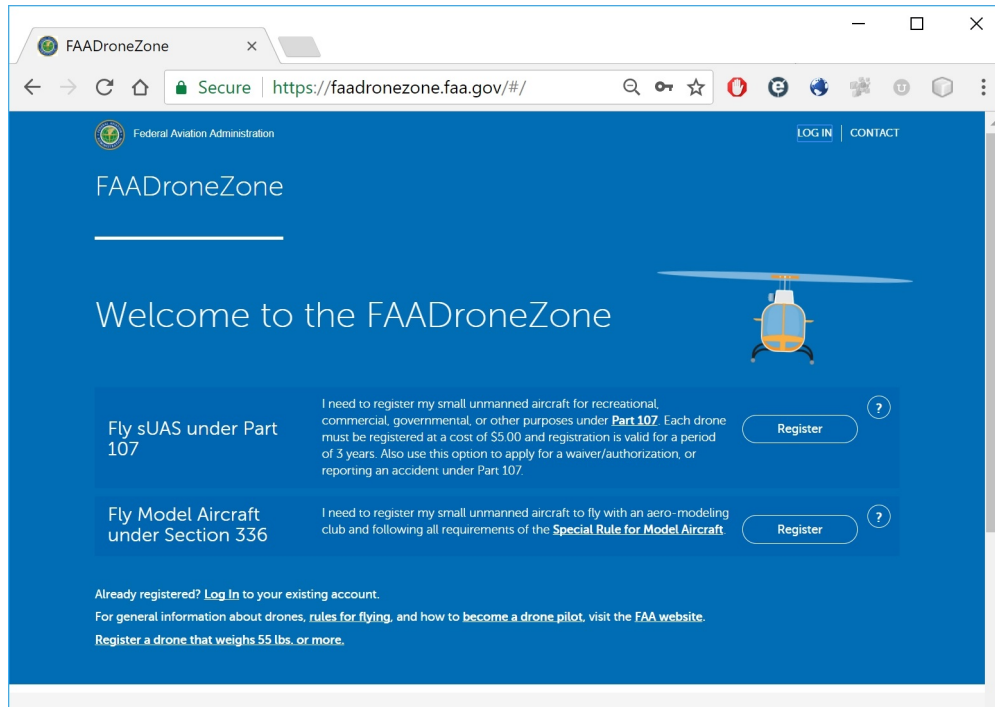 FAADroneZone
Secure
https://faadronezone.faa.gov/#/
Federal Aviation Administration
LOG IN
CONTACT
FAADroneZone
Welcome to the FAADroneZone
Fly sUAS under Part
107
I need to register my small unmanned aircraft for recreational,
commercial, governmental, or other purposes under Part 107. Each drone
must be registered at a cost of $5.00 and registration is valid for a period
of 3 years. Also use this option to apply for a waiver/authorization, or
reporting an accident under Part 107.
Register
?
Fly Model Aircraft
under Section 336
I need to register my small unmanned aircraft to fly with an aero-modeling
club and following all requirements of the Special Rule for Model Aircraft.
Register
?
Already registered? Log In to your existing account.
For general information about drones, rules for flying, and how to become a drone pilot, visit the FAA website.
Register a drone that weighs 55 lbs. or more.